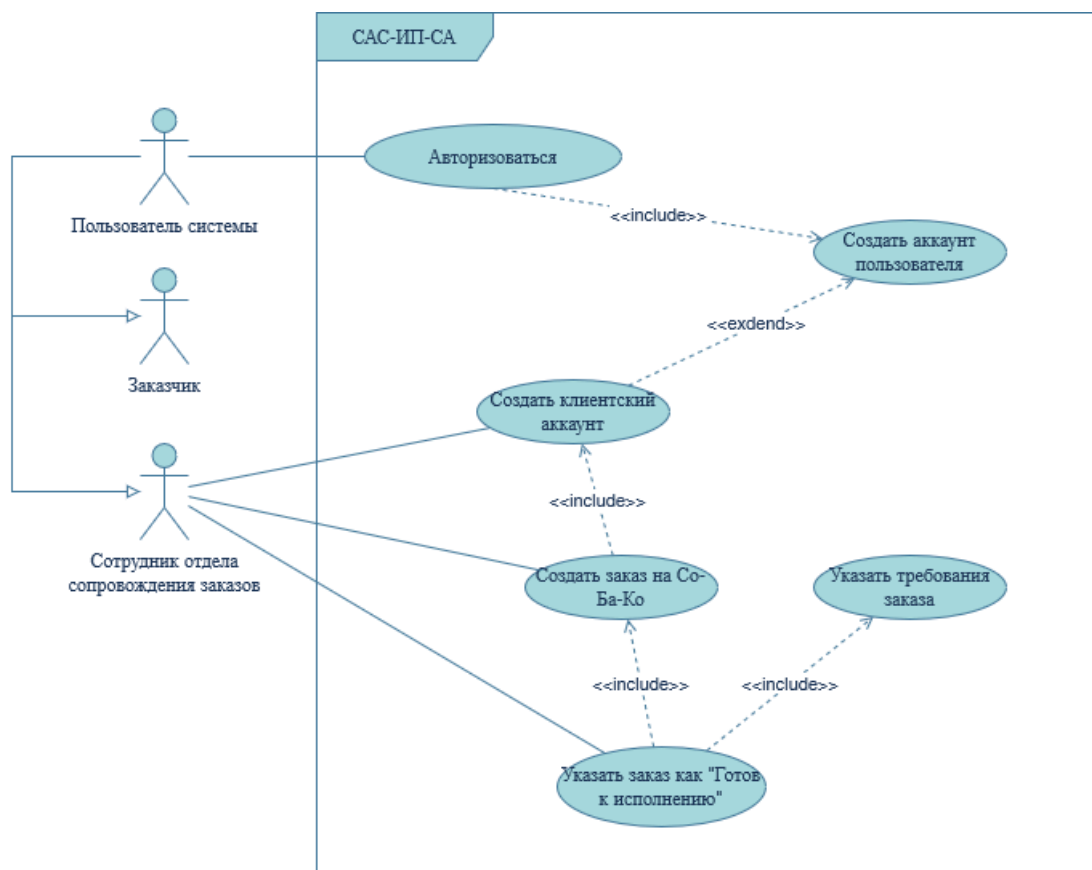 САС-ИП-СА
Авторизоваться
Пользователь системы
<<include>>
Создать аккаунт
пользователя
<<exdend>>
Заказчик
Создать клиентский
аккаунт
<<include>>
Сотрудник отдела
сопровождения заказов
Создать заказ на Со-
Ба-Ко
Указать требования
заказа
<<include>>
<<include>>
Указать заказ как "Готов
к исполнению"